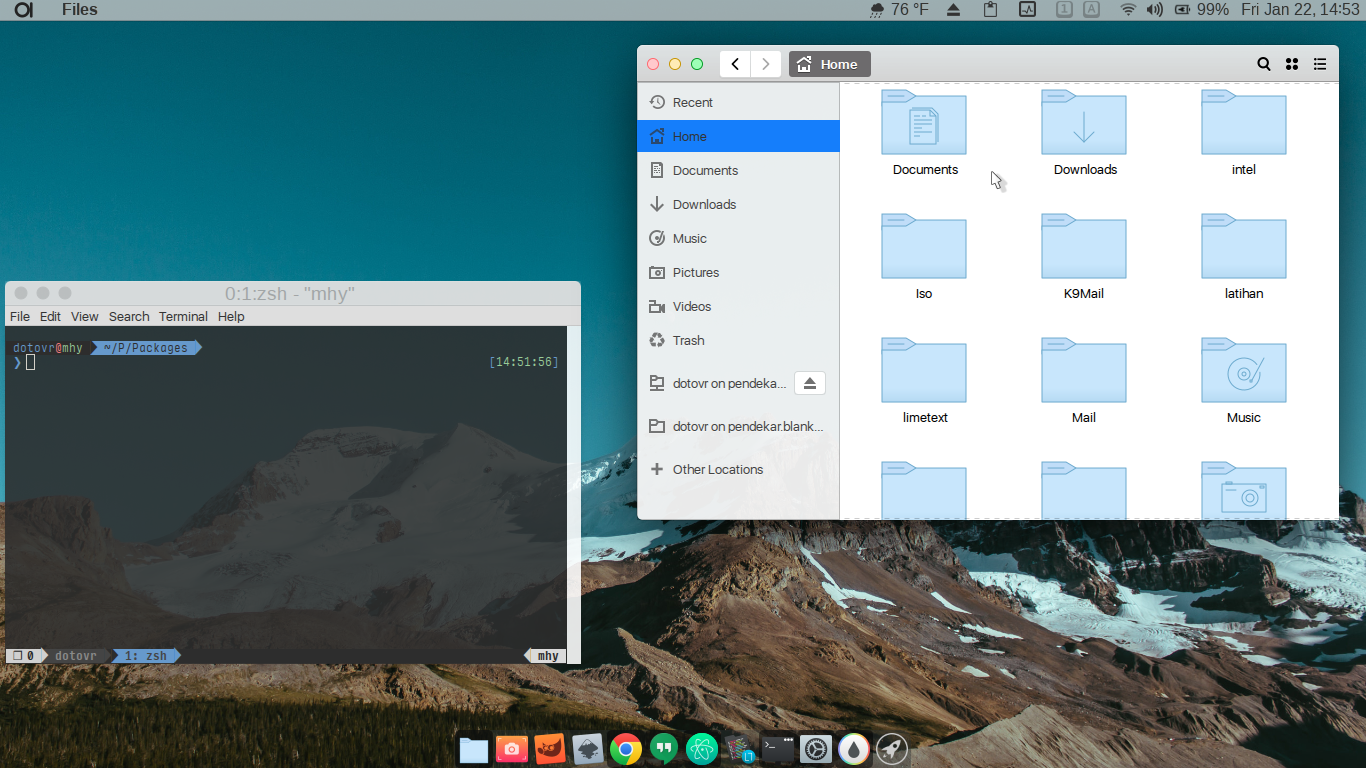 Files
76 °F
1
A
99%
Fri Jan 22, 14:53
Home
Recent
Home
Documents
Downloads
Music
Pictures
Videos
Trash
dotovr on pendeka...
dotovr on pendekar.blank...
Other Locations
Documents
Downloads
intel
Iso
K9Mail
latihan
limetext
Mail
Music
0:1:zsh - "mhy"
File Edit View Search Terminal Help
dotovr@mhy ~/P/Packages
❯ [14:51:56]
❐ 0 dotovr 1: zsh mhy